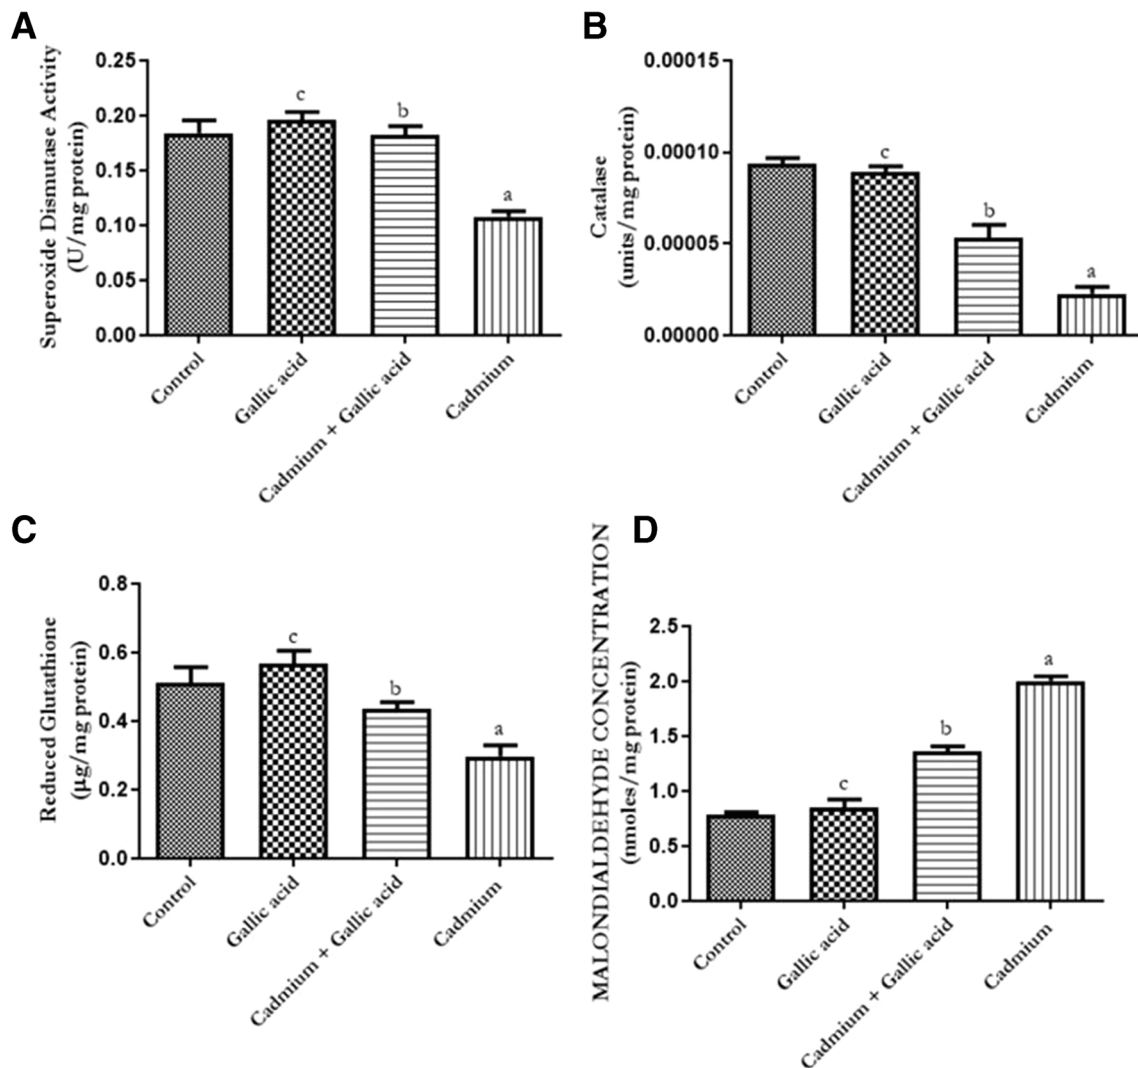 A
Superoxide Dismutase Activity
(U/mg protein)
0.25
0.20
0.15
0.10
0.05
0.00
c
b
a
Control
Gallic acid
Cadmium + Gallic acid
Cadmium
B
Catalase
(units/mg protein)
0.00015
0.00010
0.00005
0.00000
c
b
a
Control
Gallic acid
Cadmium + Gallic acid
Cadmium
C
Reduced Glutathione
(µg/mg protein)
0.8
0.6
0.4
0.2
0.0
c
b
a
Control
Gallic acid
Cadmium + Gallic acid
Cadmium
D
MALONDIALDEHYDE CONCENTRATION
(nmoles/mg protein)
2.5
2.0
1.5
1.0
0.5
0.0
c
b
a
Control
Gallic acid
Cadmium + Gallic acid
Cadmium